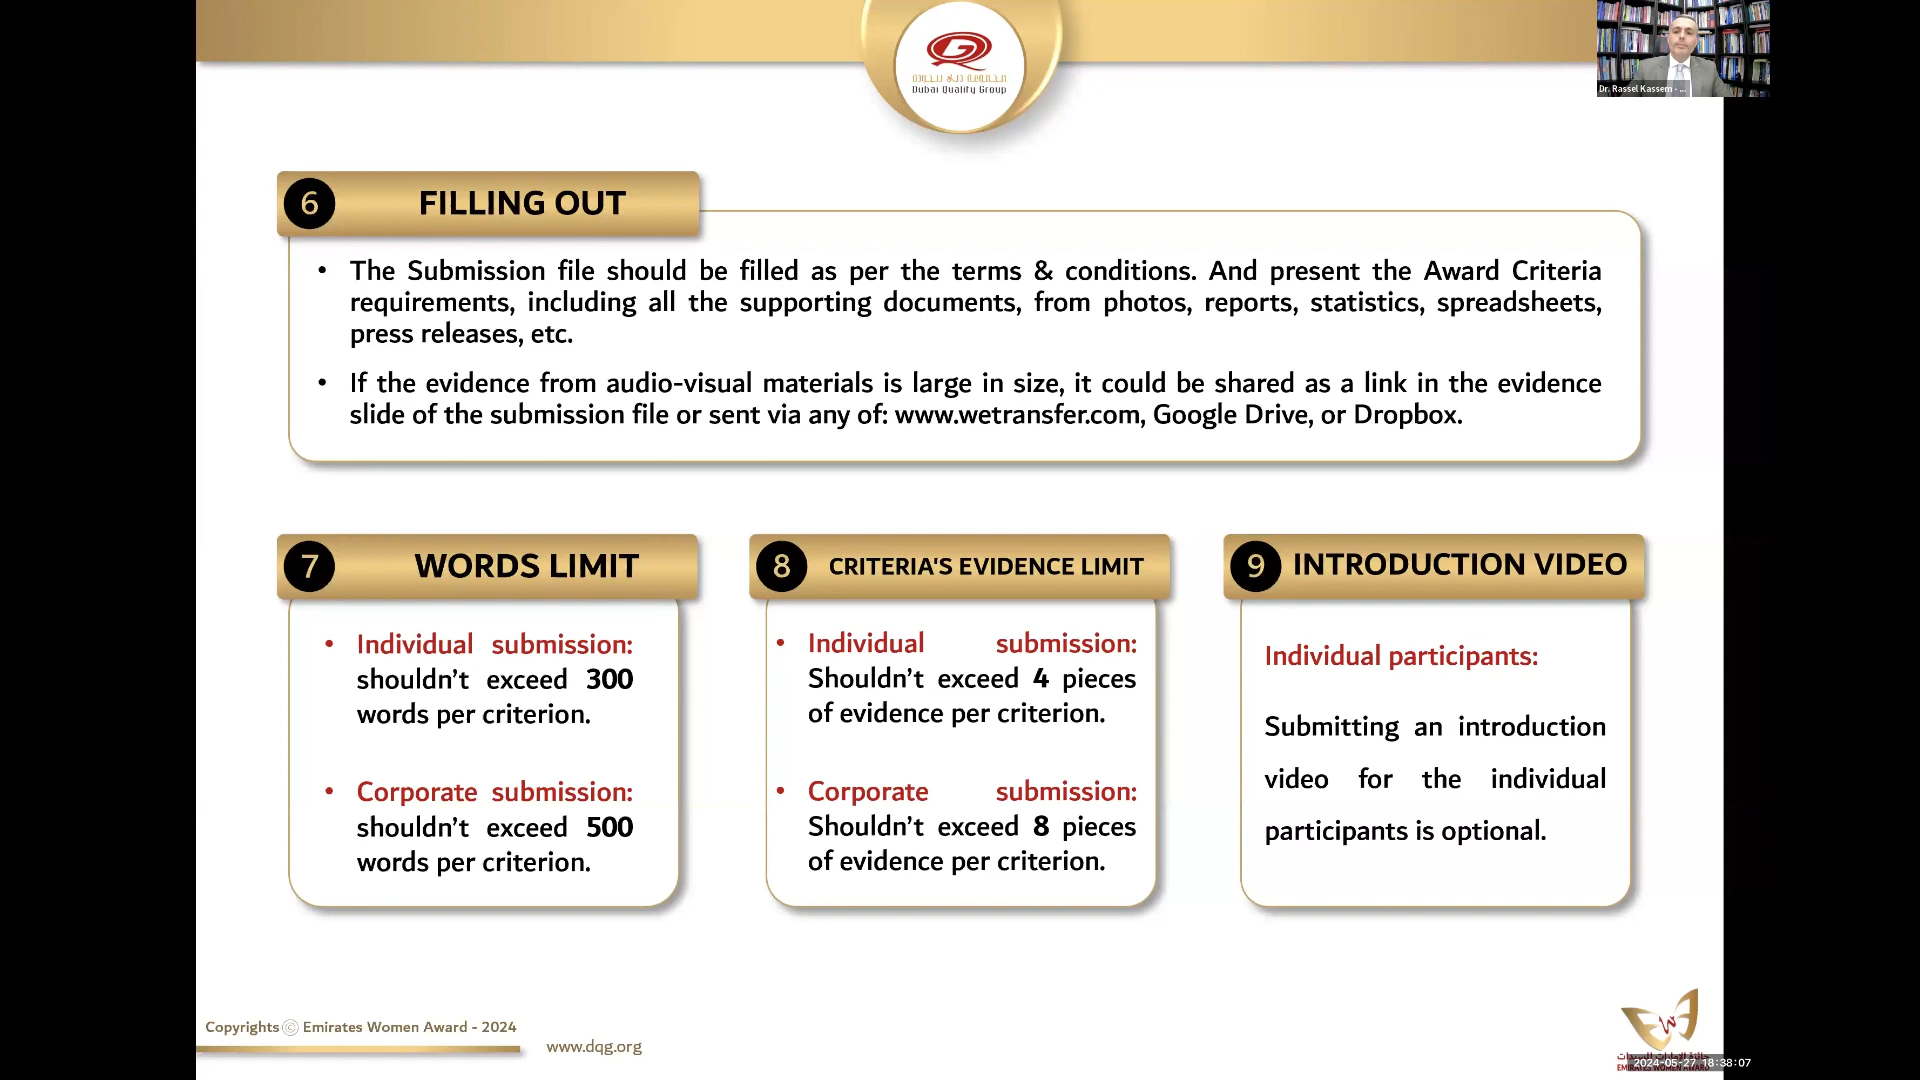 Dubai Quality Group
Dr. Rassel Kassem - ...
6 FILLING OUT
• The Submission file should be filled as per the terms & conditions. And present the Award Criteria
requirements, including all the supporting documents, from photos, reports, statistics, spreadsheets,
press releases, etc.
• If the evidence from audio-visual materials is large in size, it could be shared as a link in the evidence
slide of the submission file or sent via any of: www.wetransfer.com, Google Drive, or Dropbox.
7 WORDS LIMIT
• Individual submission:
shouldn’t exceed 300
words per criterion.
• Corporate submission:
shouldn’t exceed 500
words per criterion.
8 CRITERIA'S EVIDENCE LIMIT
• Individual submission:
Shouldn’t exceed 4 pieces
of evidence per criterion.
• Corporate submission:
Shouldn’t exceed 8 pieces
of evidence per criterion.
9 INTRODUCTION VIDEO
Individual participants:
Submitting an introduction
video for the individual
participants is optional.
Copyrights © Emirates Women Award - 2024
www.dqg.org
EWA
2024-05-27 18:38:07